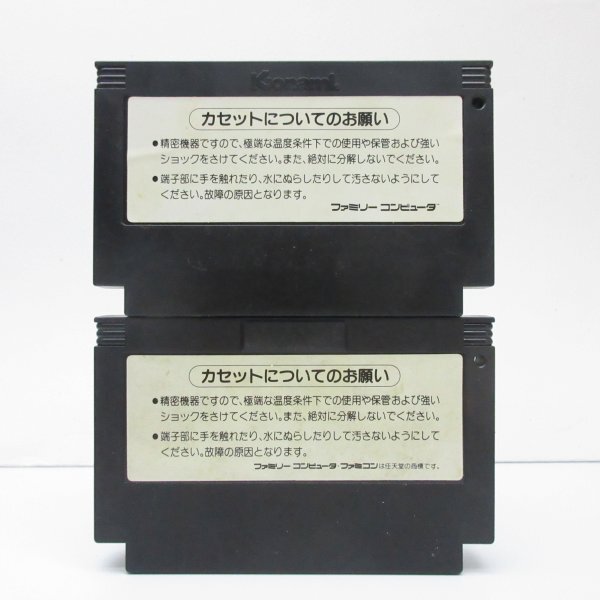 Konami
カセットについてのお願い
●精密機器ですので、極端な温度条件下での使用や保管および強い
ショックをさけてください。また、絶対に分解しないでください。
●端子部に手を触れたり、水にぬらしたりして汚さないようにして
ください。故障の原因となります。
ファミリー コンピュータ™
カセットについてのお願い
●精密機器ですので、極端な温度条件下での使用や保管および強い
ショックをさけてください。また、絶対に分解しないでください。
●端子部に手を触れたり、水にぬらしたりして汚さないようにして
ください。故障の原因となります。
ファミリー コンピュータ・ファミコンは任天堂の商標です。